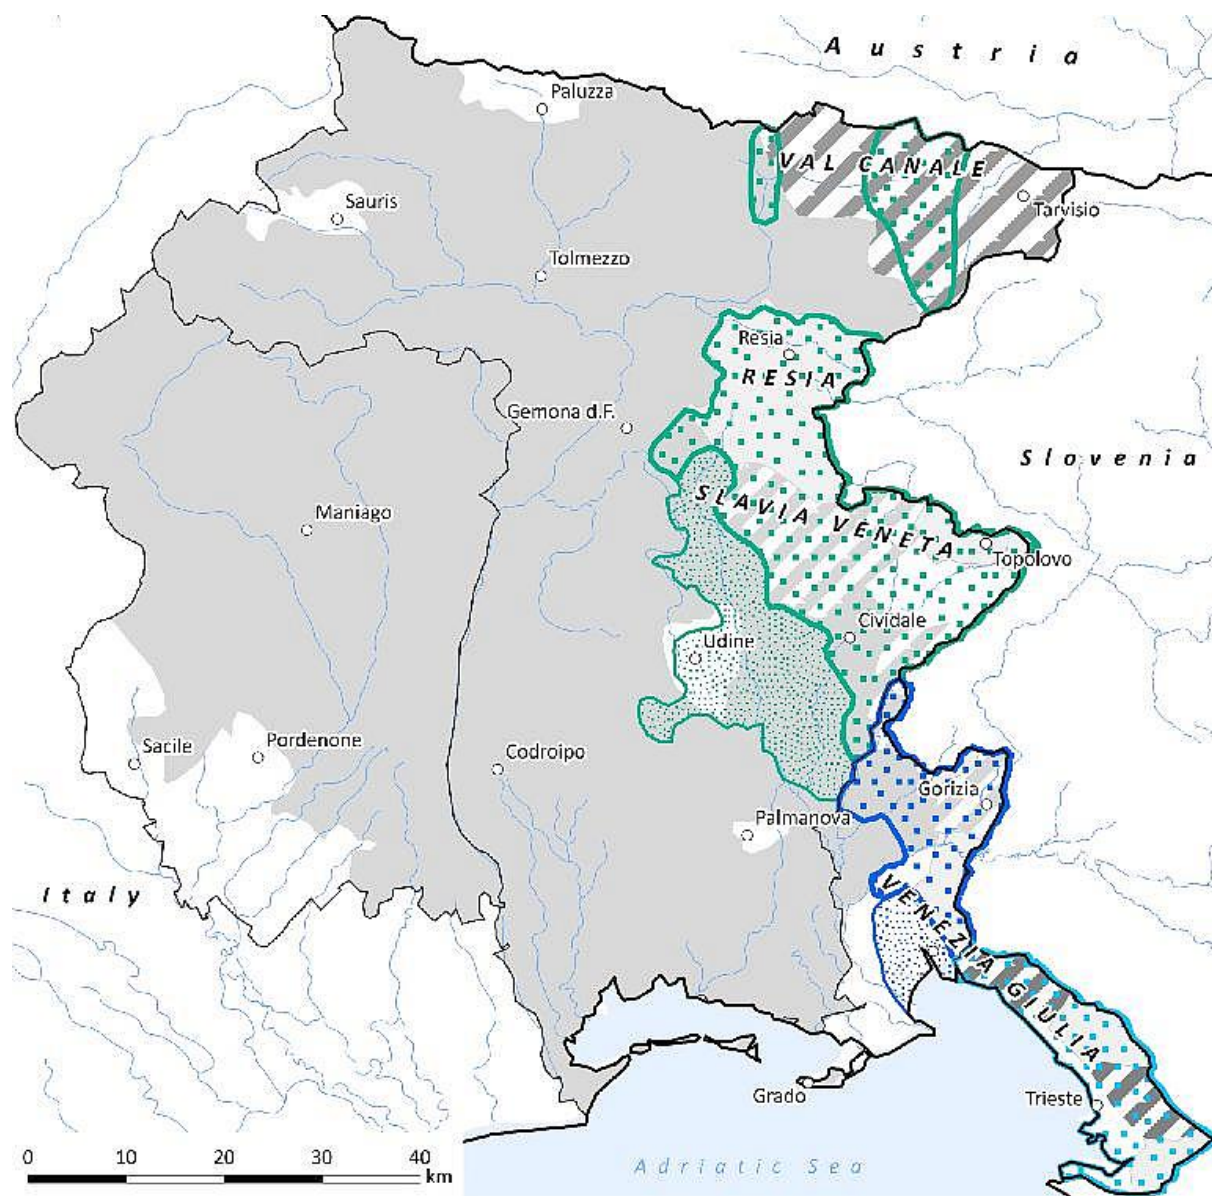 Austria
Paluzza
VAL CANALE
Sauris
Tarvisio
Tolmezzo
Resia
RESIA
Gemona d.F.
Slovenia
SLAVIA VENETA
Maniago
Topolovo
Cividale
Udine
Sacile
Pordenone
Codroipo
Gorizia
Palmanova
Italy
VENEZIA GIULIA
Grado
Trieste
0 10 20 30 40
km
Adriatic Sea